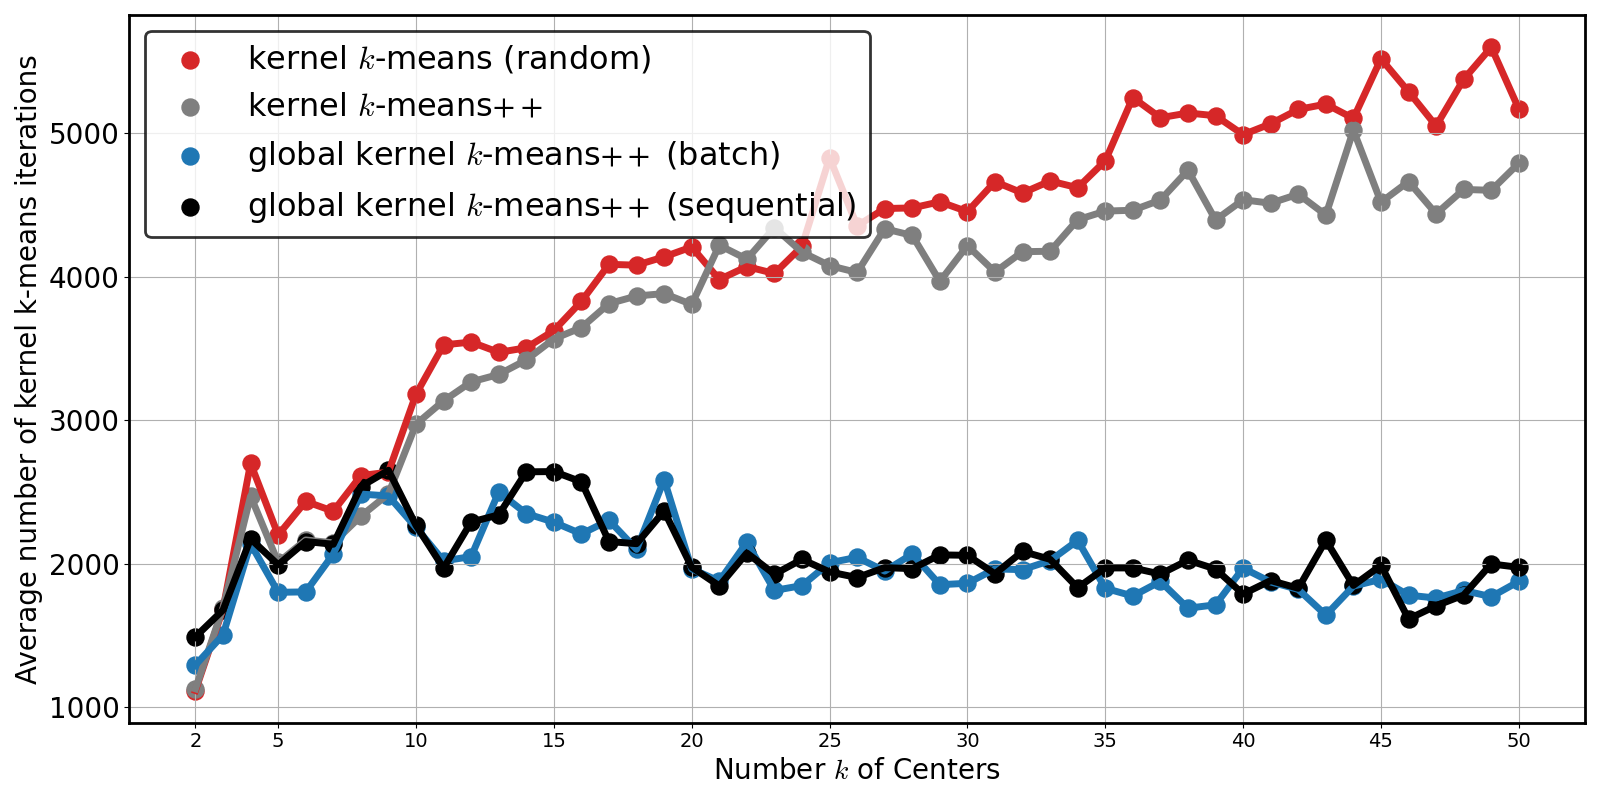 kernel k-means (random)
kernel k-means++
global kernel k-means++ (batch)
global kernel k-means++ (sequential)
Average number of kernel k-means iterations
5000
4000
3000
2000
1000
2 5 10 15 20 25 30 35 40 45 50
Number k of Centers